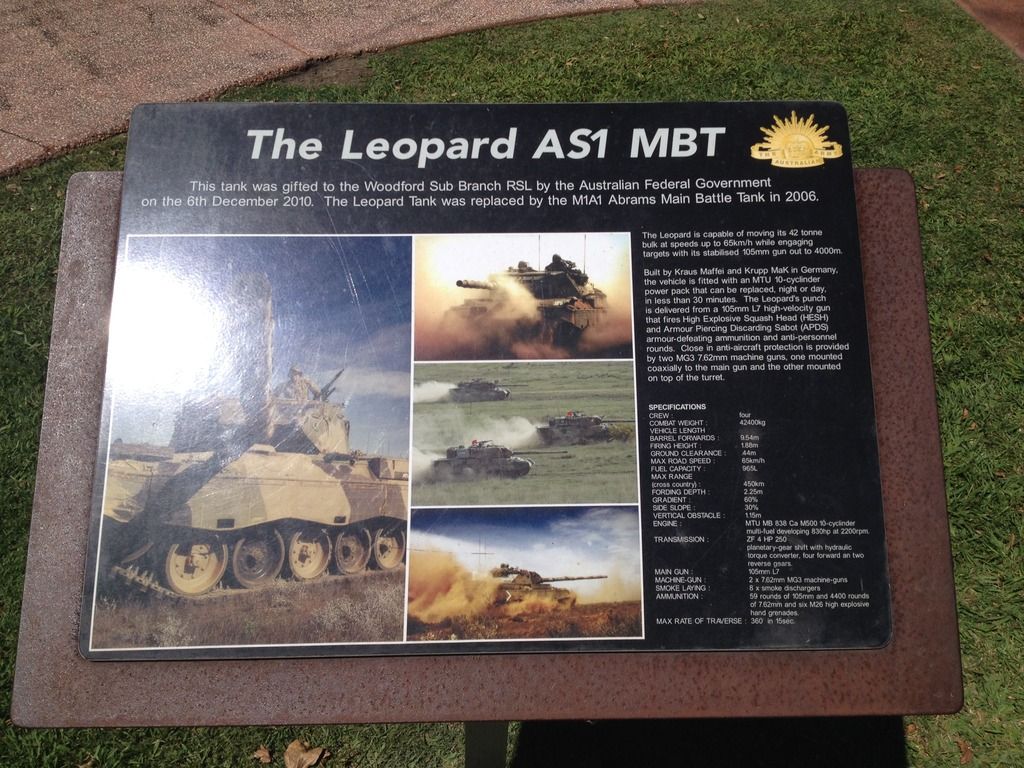 The Leopard AS1 MBT
THE
ARMY
AUSTRALIAN
This tank was gifted to the Woodford Sub Branch RSL by the Australian Federal Government
on the 6th December 2010. The Leopard Tank was replaced by the M1A1 Abrams Main Battle Tank in 2006.
The Leopard is capable of moving its 42 tonne
bulk at speeds up to 65km/h while engaging
targets with its stabilised 105mm gun out to 4000m.
Built by Kraus Maffei and Krupp MaK in Germany,
the vehicle is fitted with an MTU 10-cyclinder
power pack that can be replaced, night or day,
in less than 30 minutes. The Leopard's punch
is delivered from a 105mm L7 high-velocity gun
that fires High Explosive Squash Head (HESH)
and Armour Piercing Discarding Sabot (APDS)
armour-defeating ammunition and anti-personnel
rounds. Close in anti-aircraft protection is provided
by two MG3 7.62mm machine guns, one mounted
coaxially to the main gun and the other mounted
on top of the turret.
SPECIFICATIONS
CREW : four
COMBAT WEIGHT : 42400kg
VEHICLE LENGTH
BARREL FORWARDS : 9.54m
FIRING HEIGHT : 1.88m
GROUND CLEARANCE : .44m
MAX ROAD SPEED : 65km/h
FUEL CAPACITY : 965L
MAX RANGE
(cross country) : 450km
FORDING DEPTH : 2.25m
GRADIENT : 60%
SIDE SLOPE : 30%
VERTICAL OBSTACLE : 1.15m
ENGINE : MTU MB 838 Ca M500 10-cyclinder
multi-fuel developing 830hp at 2200rpm.
TRANSMISSION : ZF 4 HP 250
planetary-gear shift with hydraulic
torque converter, four forward an two
reverse gears.
MAIN GUN : 105mm L7
MACHINE-GUN : 2 x 7.62mm MG3 machine-guns
SMOKE LAYING : 8 x smoke dischargers
AMMUNITION : 59 rounds of 105mm and 4400 rounds
of 7.62mm and six M26 high explosive
hand grenades.
MAX RATE OF TRAVERSE : 360 in 15sec.